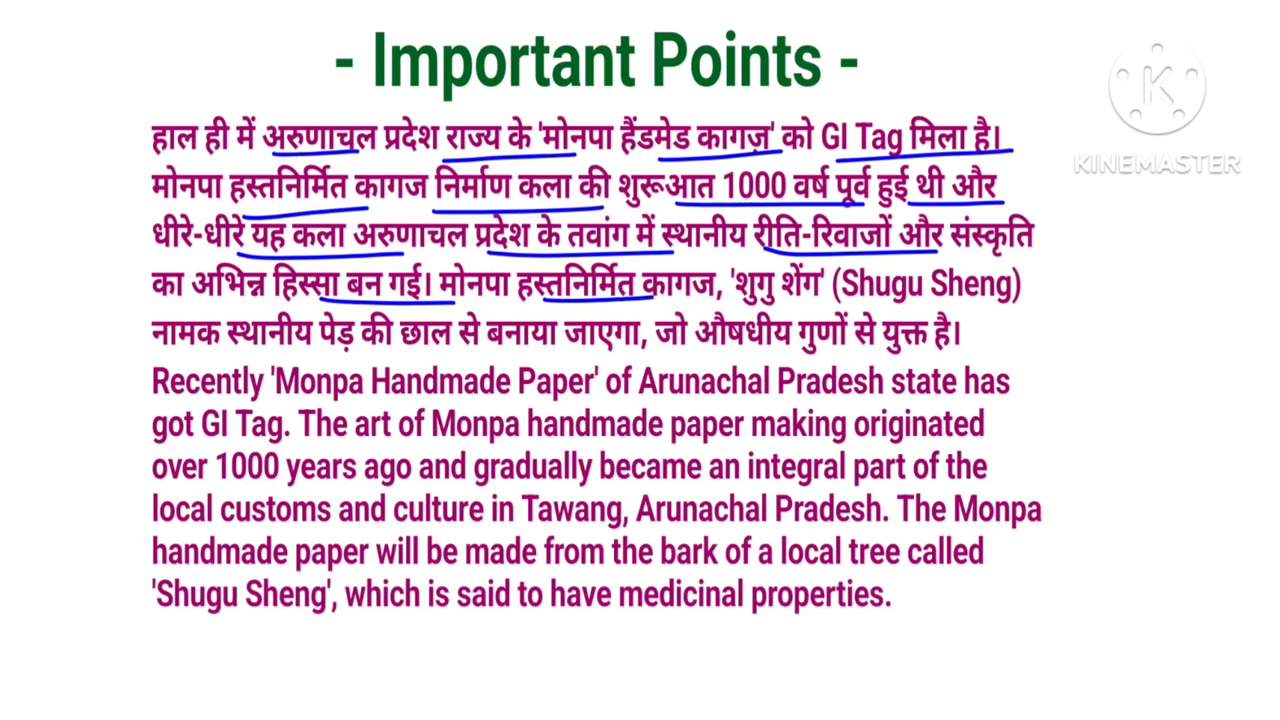 - Important Points -
KINEMASTER
हाल ही में अरुणाचल प्रदेश राज्य के 'मोनपा हैंडमेड कागज़' को GI Tag मिला है।
मोनपा हस्तनिर्मित कागज निर्माण कला की शुरूआत 1000 वर्ष पूर्व हुई थी और
धीरे-धीरे यह कला अरुणाचल प्रदेश के तवांग में स्थानीय रीति-रिवाजों और संस्कृति
का अभिन्न हिस्सा बन गई। मोनपा हस्तनिर्मित कागज, 'शुगु शेंग' (Shugu Sheng)
नामक स्थानीय पेड़ की छाल से बनाया जाएगा, जो औषधीय गुणों से युक्त है।
Recently 'Monpa Handmade Paper' of Arunachal Pradesh state has
got GI Tag. The art of Monpa handmade paper making originated
over 1000 years ago and gradually became an integral part of the
local customs and culture in Tawang, Arunachal Pradesh. The Monpa
handmade paper will be made from the bark of a local tree called
'Shugu Sheng', which is said to have medicinal properties.